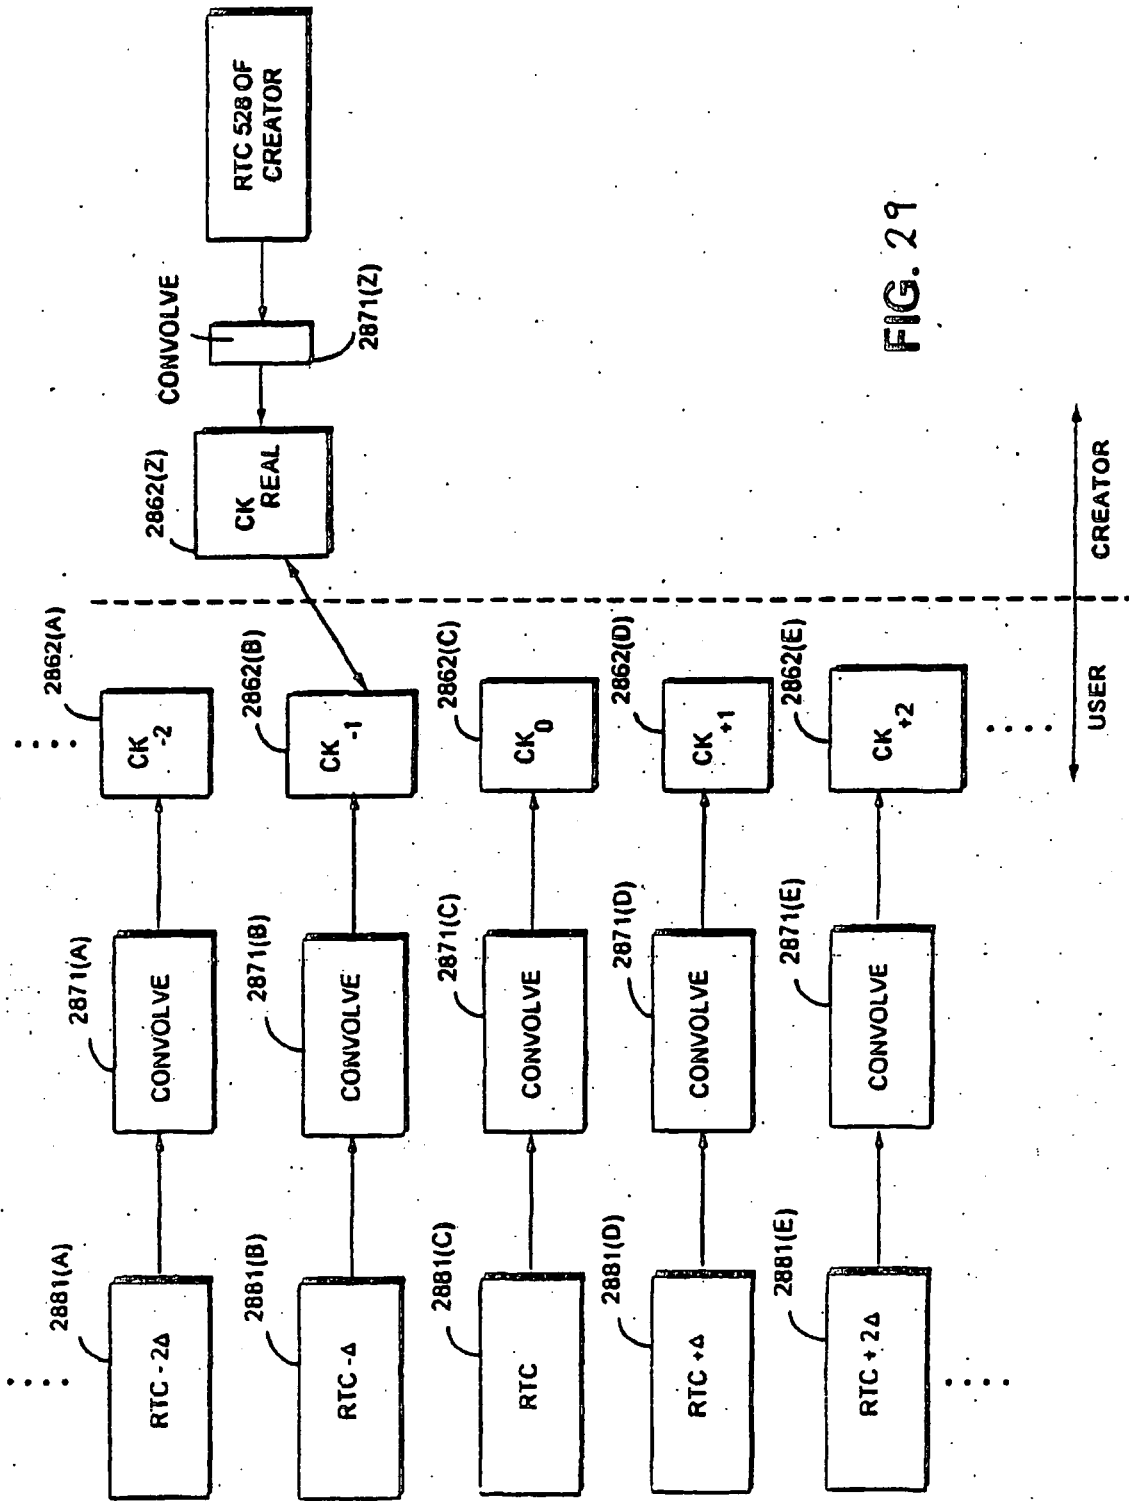 2881(A)
RTC - 2Δ
2871(A)
CONVOLVE
2862(A)
CK -2
2881(B)
RTC -Δ
2871(B)
CONVOLVE
2862(B)
CK -1
2862(Z)
CK REAL
CONVOLVE
2871(Z)
RTC 528 OF
CREATOR
2881(C)
RTC
2871(C)
CONVOLVE
2862(C)
CK 0
2881(D)
RTC +Δ
2871(D)
CONVOLVE
2862(D)
CK +1
2881(E)
RTC + 2Δ
2871(E)
CONVOLVE
2862(E)
CK +2
USER
CREATOR
FIG. 29